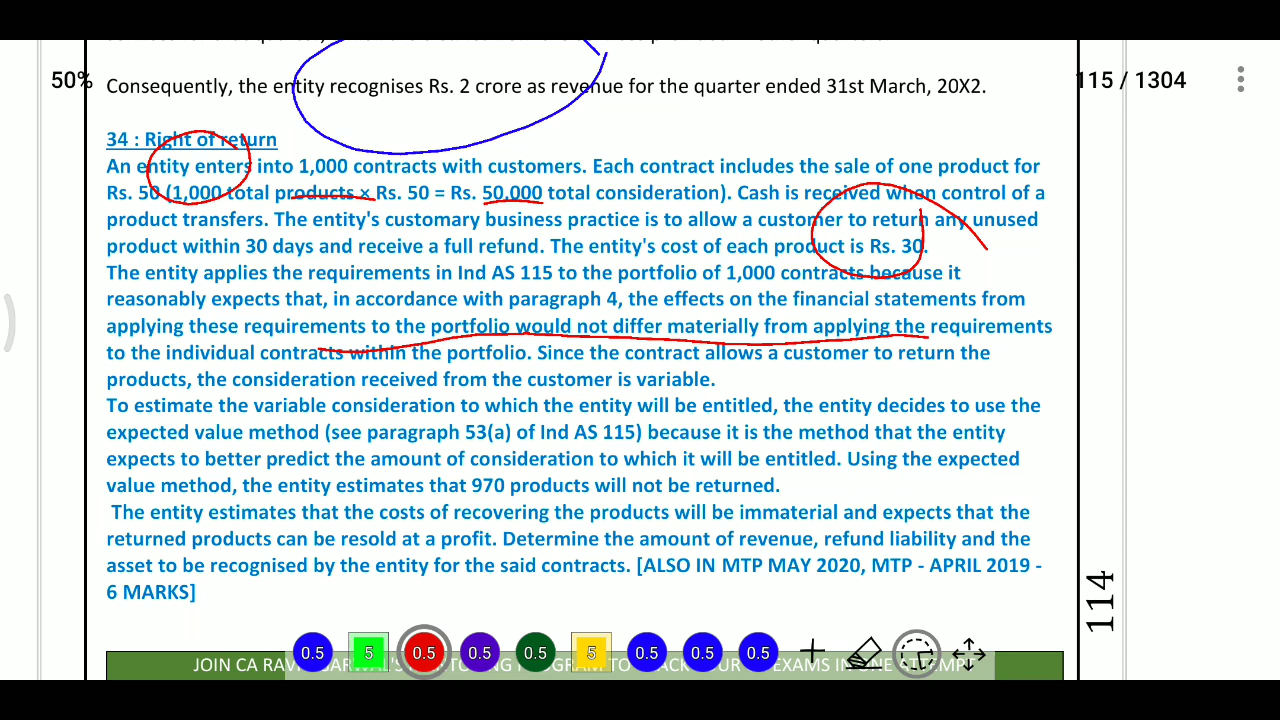 50%
Consequently, the entity recognises Rs. 2 crore as revenue for the quarter ended 31st March, 20X2.
115 / 1304
34 : Right of return
An entity enters into 1,000 contracts with customers. Each contract includes the sale of one product for
Rs. 50 (1,000 total products × Rs. 50 = Rs. 50,000 total consideration). Cash is received when control of a
product transfers. The entity's customary business practice is to allow a customer to return any unused
product within 30 days and receive a full refund. The entity's cost of each product is Rs. 30.
The entity applies the requirements in Ind AS 115 to the portfolio of 1,000 contracts because it
reasonably expects that, in accordance with paragraph 4, the effects on the financial statements from
applying these requirements to the portfolio would not differ materially from applying the requirements
to the individual contracts within the portfolio. Since the contract allows a customer to return the
products, the consideration received from the customer is variable.
To estimate the variable consideration to which the entity will be entitled, the entity decides to use the
expected value method (see paragraph 53(a) of Ind AS 115) because it is the method that the entity
expects to better predict the amount of consideration to which it will be entitled. Using the expected
value method, the entity estimates that 970 products will not be returned.
The entity estimates that the costs of recovering the products will be immaterial and expects that the
returned products can be resold at a profit. Determine the amount of revenue, refund liability and the
asset to be recognised by the entity for the said contracts. [ALSO IN MTP MAY 2020, MTP - APRIL 2019 -
6 MARKS]
114
0.5 5 0.5 0.5 0.5 5 0.5 0.5 0.5
JOIN CA EXAMS IN ONE ATTEMPT